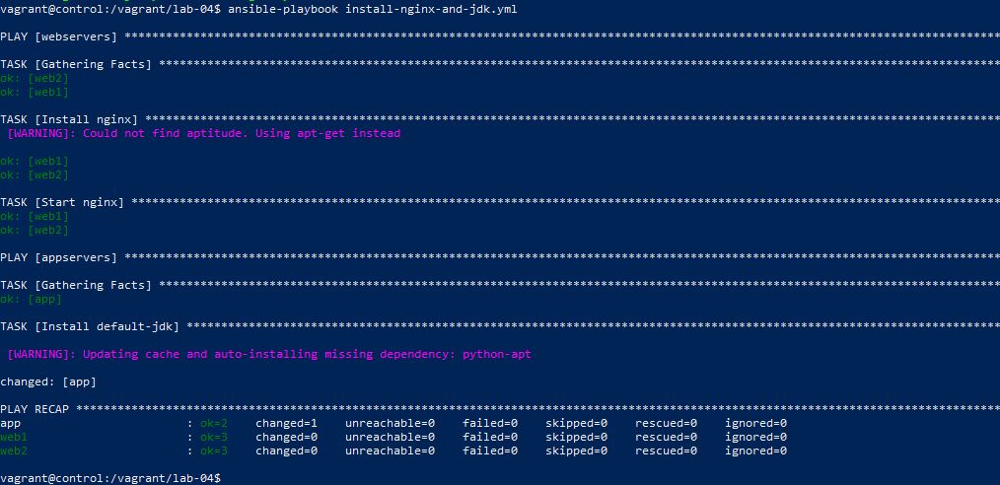 vagrant@control:/vagrant/lab-04$ ansible-playbook install-nginx-and-jdk.yml
PLAY [webservers] *******************************************************************************************************************************
TASK [Gathering Facts] **************************************************************************************************************************
ok: [web2]
ok: [web1]
TASK [Install nginx] ****************************************************************************************************************************
[WARNING]: Could not find aptitude. Using apt-get instead
ok: [web1]
ok: [web2]
TASK [Start nginx] ******************************************************************************************************************************
ok: [web1]
ok: [web2]
PLAY [appservers] *******************************************************************************************************************************
TASK [Gathering Facts] **************************************************************************************************************************
ok: [app]
TASK [Install default-jdk] **********************************************************************************************************************
[WARNING]: Updating cache and auto-installing missing dependency: python-apt
changed: [app]
PLAY RECAP **************************************************************************************************************************************
app                        : ok=2    changed=1    unreachable=0    failed=0    skipped=0    rescued=0    ignored=0
web1                       : ok=3    changed=0    unreachable=0    failed=0    skipped=0    rescued=0    ignored=0
web2                       : ok=3    changed=0    unreachable=0    failed=0    skipped=0    rescued=0    ignored=0
vagrant@control:/vagrant/lab-04$